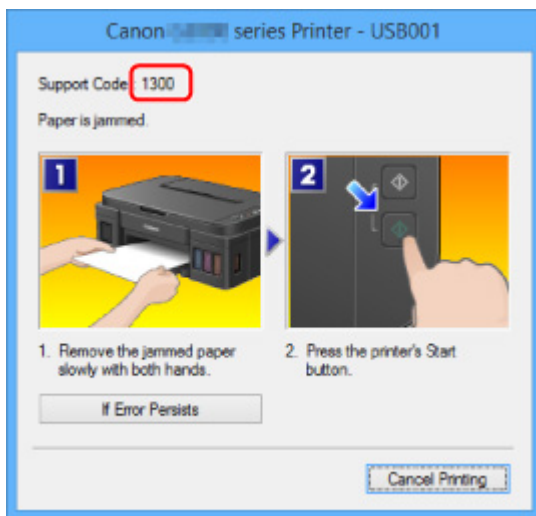 Canon series Printer - USB001
Support Code : 1300
Paper is jammed.
1
2
1. Remove the jammed paper
slowly with both hands.
2. Press the printer's Start
button.
If Error Persists
Cancel Printing